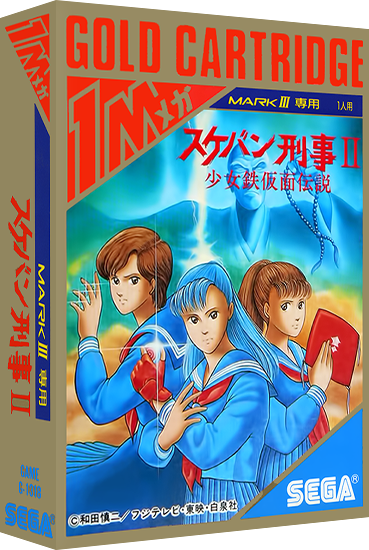 GOLD CARTRIDGE
1Mメガ
MARK III 専用
1人用
スケバン刑事 II
少女鉄仮面伝説
SEGA®
©和田慎二/フジテレビ・東映・白泉社
1Mメガ
MARK III 専用
スケバン刑事 II
GAME
G-1310
SEGA®